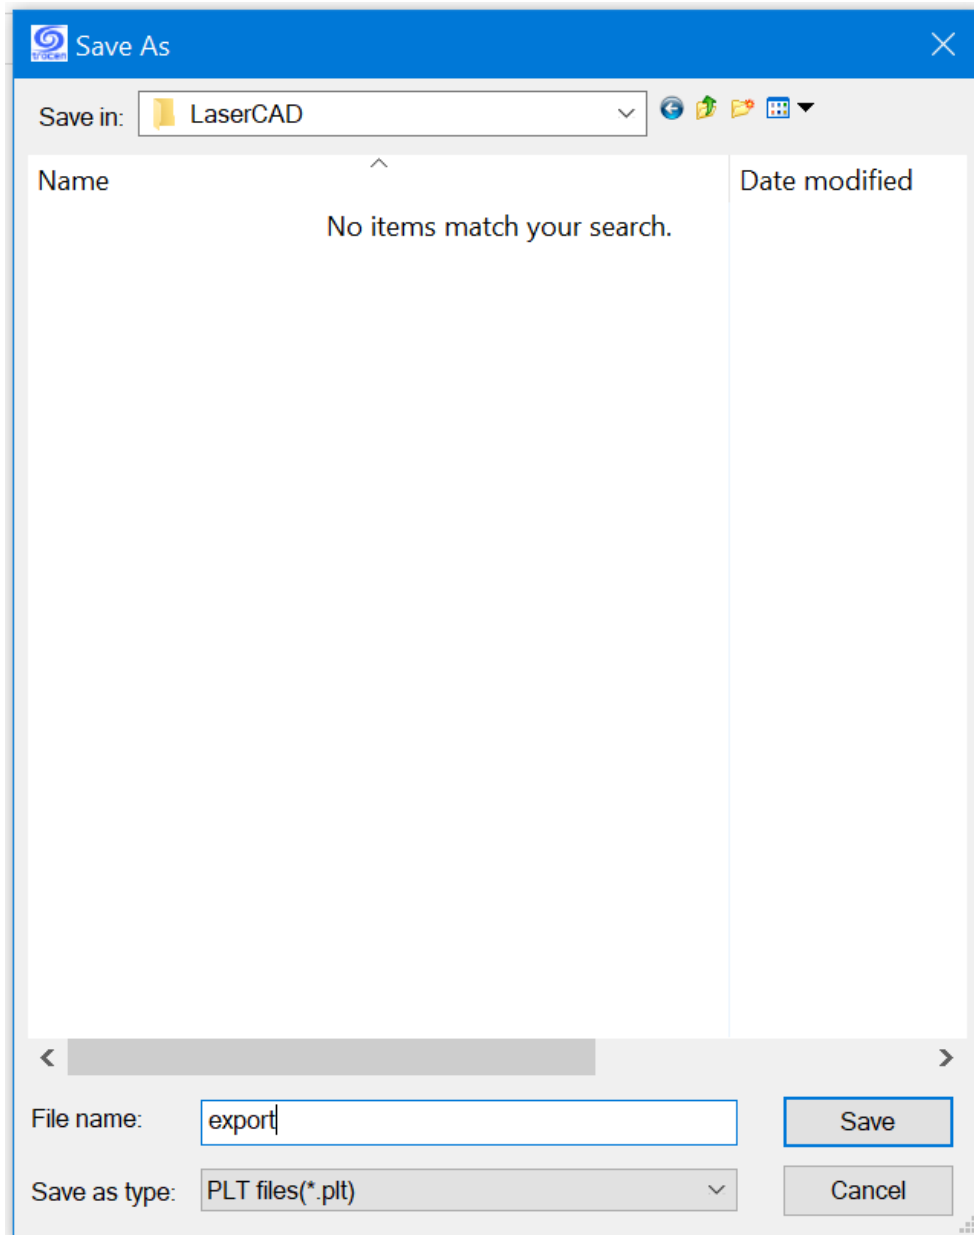 trocen
Save As
Save in: LaserCAD
Name Date modified
No items match your search.
File name: export Save
Save as type: PLT files(*.plt) Cancel